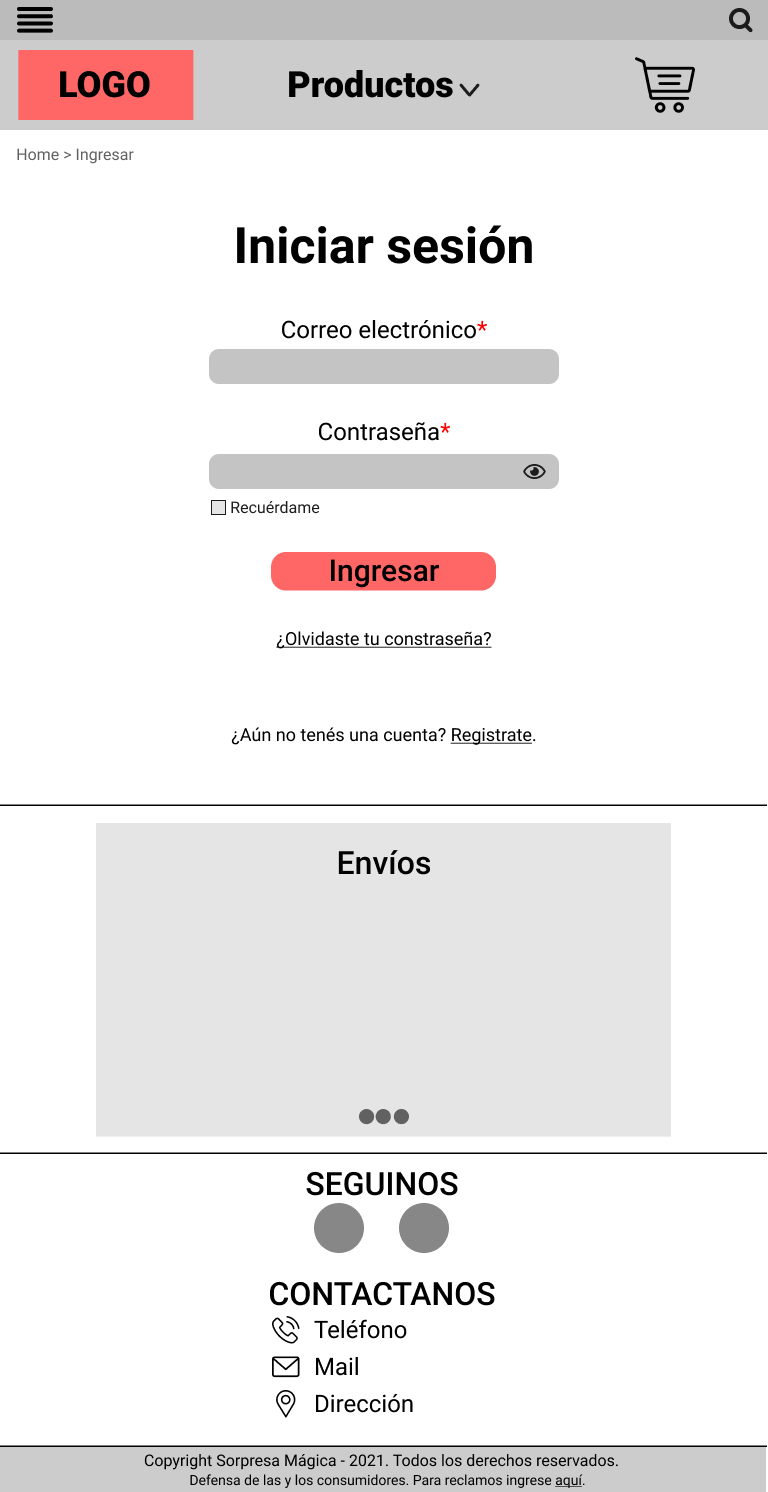 LOGO
Productos
Home > Ingresar
Iniciar sesión
Correo electrónico*
Contraseña*
Recuérdame
Ingresar
¿Olvidaste tu constraseña?
¿Aún no tenés una cuenta? Registrate.
Envíos
SEGUINOS
CONTACTANOS
Teléfono
Mail
Dirección
Copyright Sorpresa Mágica - 2021. Todos los derechos reservados.
Defensa de las y los consumidores. Para reclamos ingrese aquí.